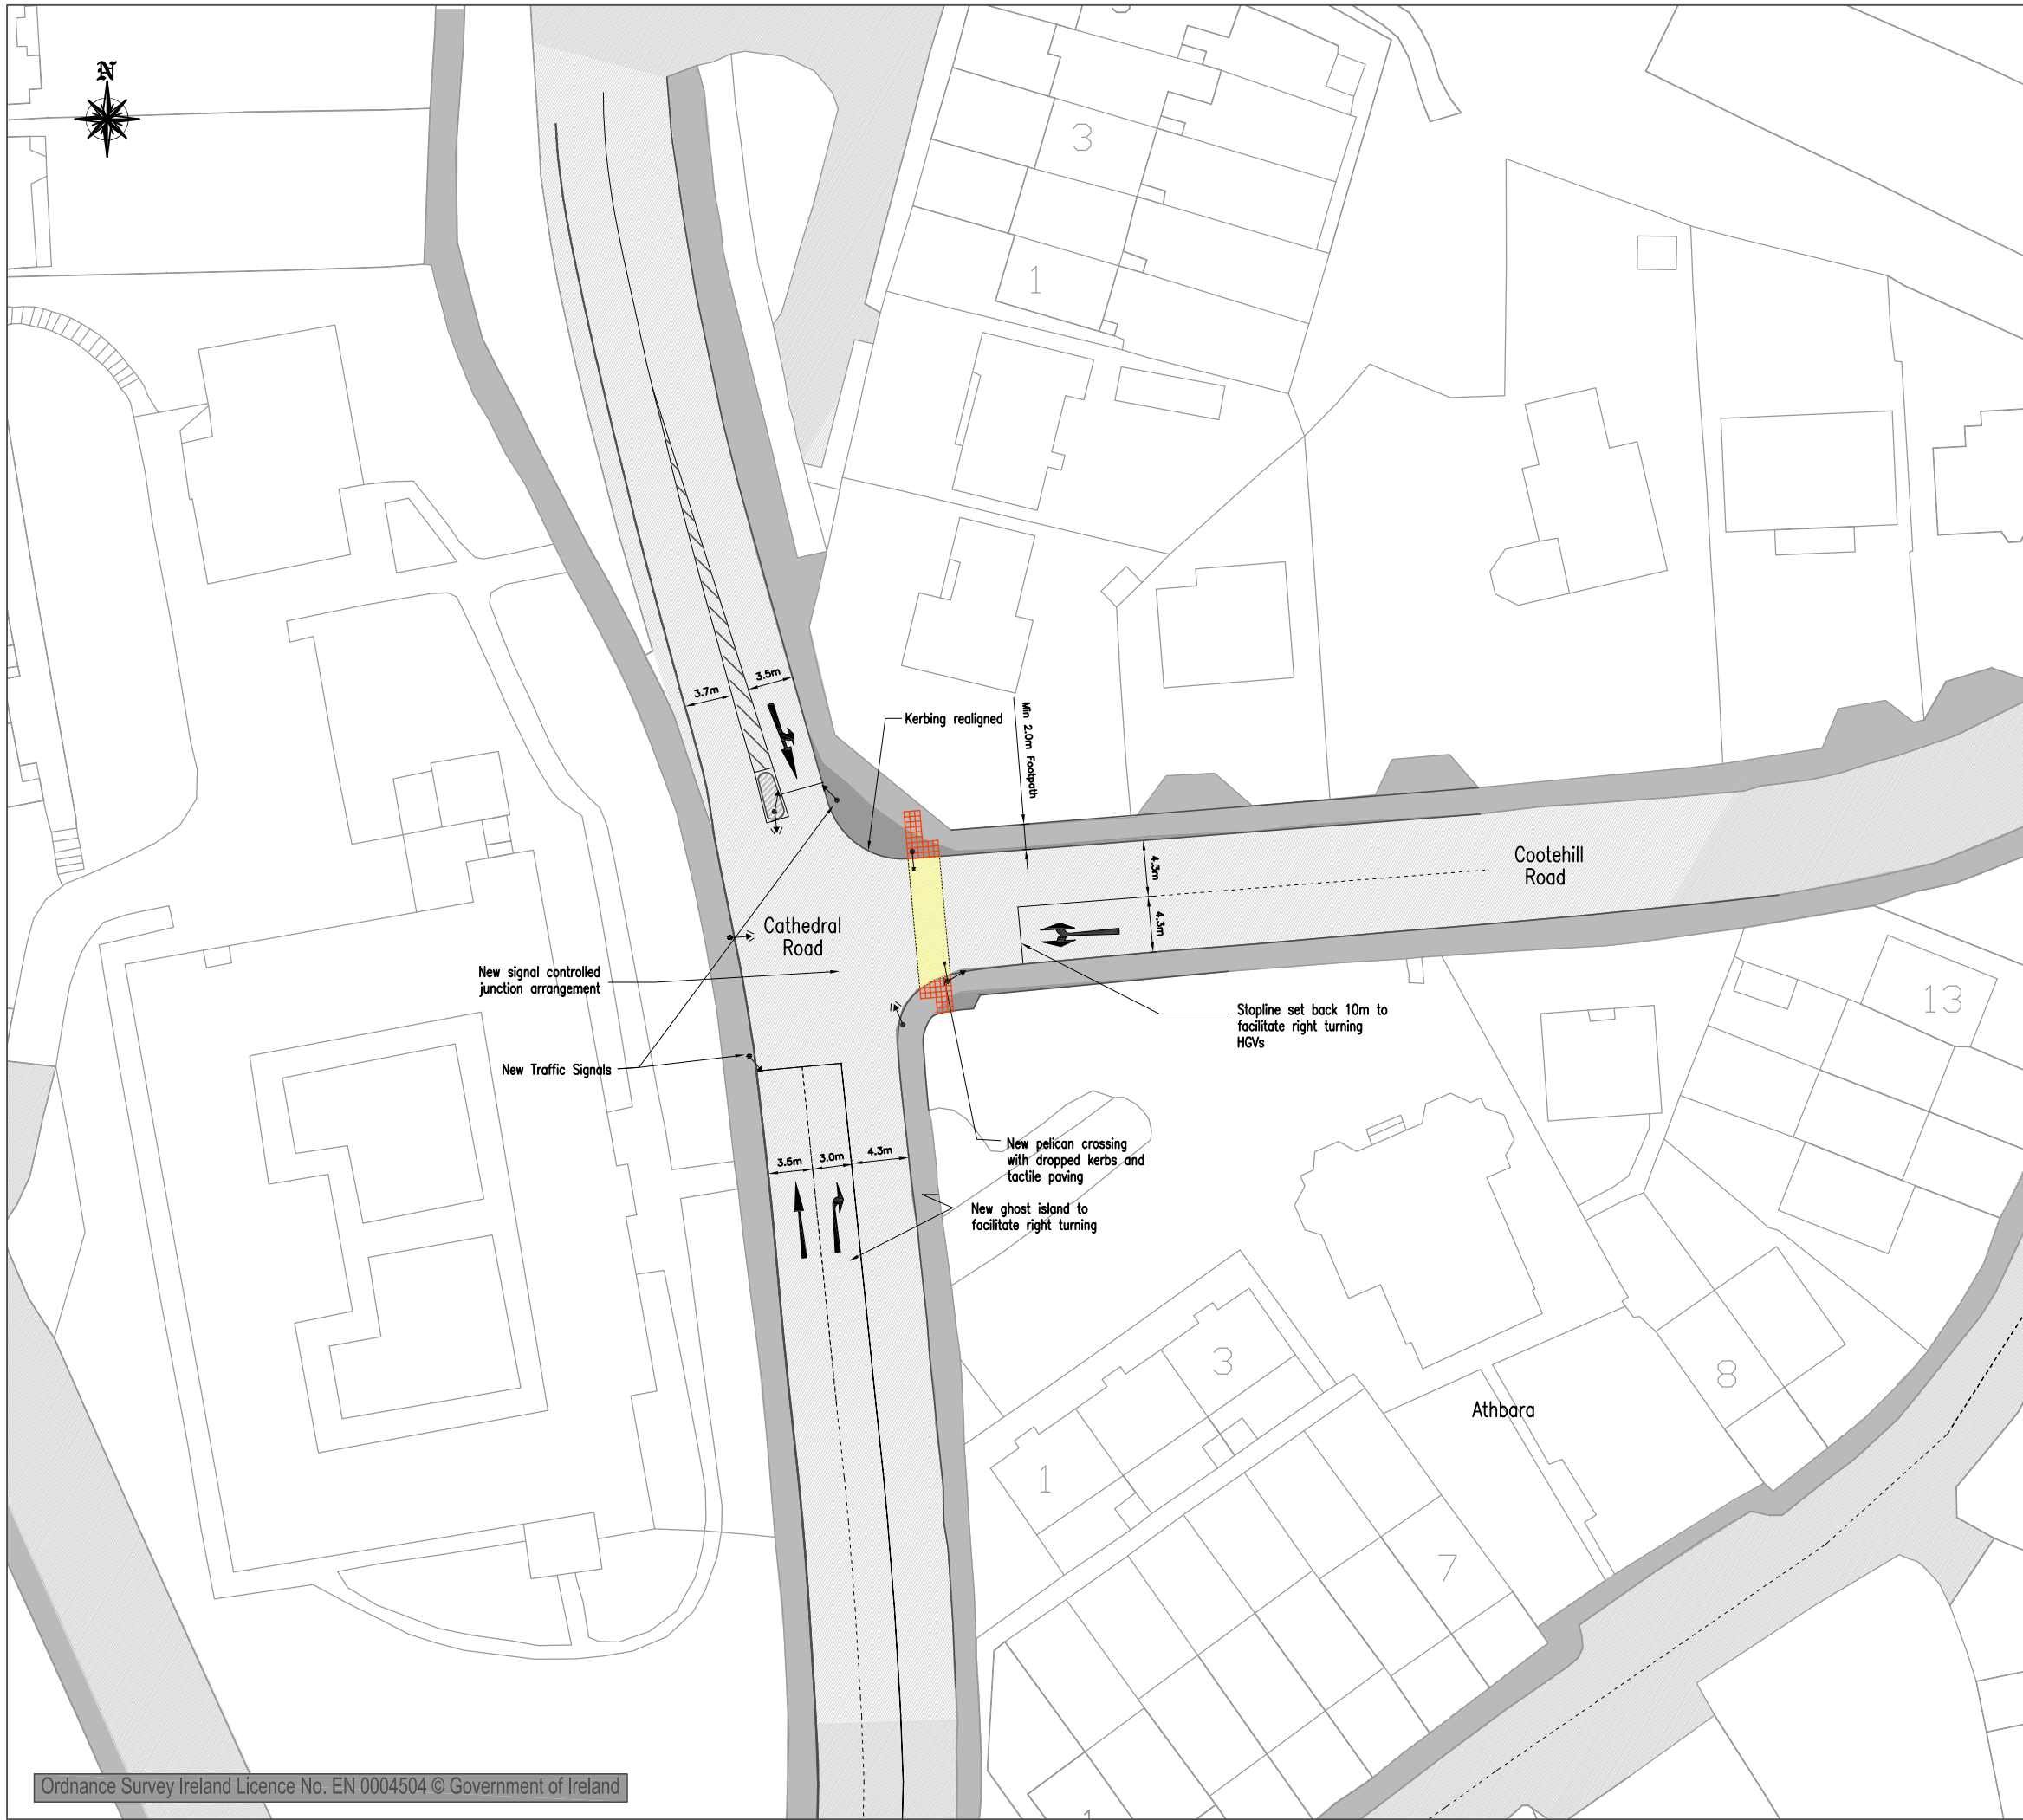 N
3
1
3.5m
3.7m
Kerbing realigned
Min 2.0m Footpath
4.3m
4.3m
Cootehill
Road
Cathedral
Road
New signal controlled
junction arrangement
Stopline set back 10m to
facilitate right turning
HGVs
13
New Traffic Signals
New pelican crossing
with dropped kerbs and
tactile paving
3.5m
3.0m
4.3m
New ghost island to
facilitate right turning
3
8
Athbara
1
7
Ordnance Survey Ireland Licence No. EN 0004504 © Government of Ireland